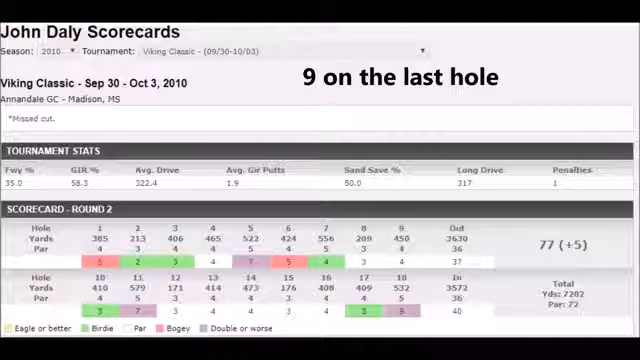 John Daly Scorecards
Season: 2010 Tournament: Viking Classic - (09/30-10/03)
9 on the last hole
Viking Classic - Sep 30 - Oct 3, 2010
Annandale GC - Madison, MS
*Missed cut.
TOURNAMENT STATS
Fwy % GIR % Avg. Drive Avg. Gir Putts Sand Save % Long Drive Penalties
35.0 58.3 322.4 1.9 50.0 317 1
SCORECARD - ROUND 2
Hole 1 2 3 4 5 6 7 8 9 Out
Yards 385 213 406 465 522 424 556 209 450 3630
Par 4 3 4 4 5 4 5 3 4 36
5 2 3 4 7 5 4 3 4 37
77 (+5)
Hole 10 11 12 13 14 15 16 17 18 In
Yards 410 579 171 414 473 116 408 409 532 3572
Par 4 5 3 4 4 3 4 4 5 36
3 7 3 4 4 4 3 9 40
Total
Yds: 7202
Par: 72
Eagle or better Birdie Par Bogey Double or worse